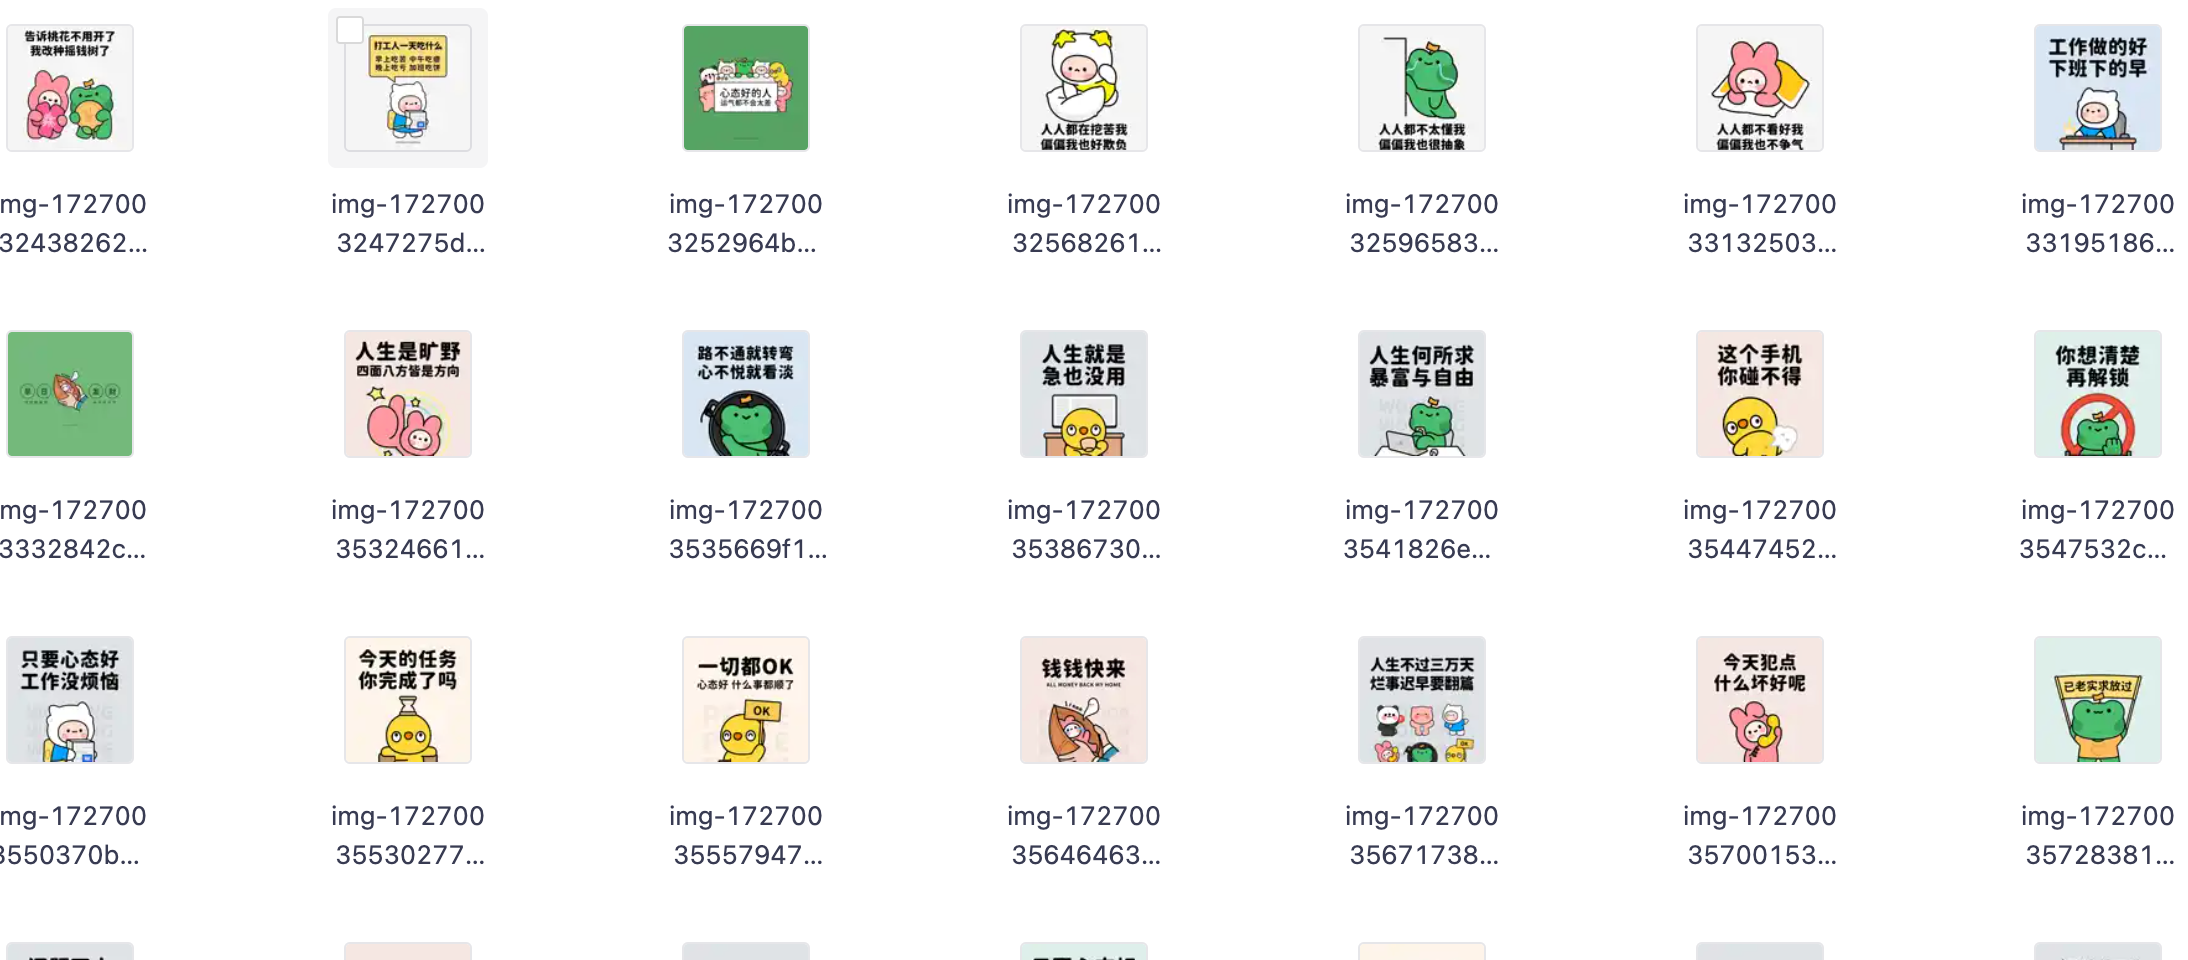 告诉桃花不用开了
我改种摇钱树了
打工人一天吃什么
早上吃苦 中午吃瘪
晚上吃亏 加班吃饼
心态好的人
运气都不会太差
人人都在挖苦我
偏偏我也好欺负
人人都不太懂我
偏偏我也很抽象
人人都不看好我
偏偏我也不争气
工作做的好
下班下的早
mg-172700
32438262...
img-172700
3247275d...
img-172700
3252964b...
img-172700
32568261...
img-172700
32596583...
img-172700
33132503...
img-172700
33195186...
早日发财
人生是旷野
四面八方皆是方向
路不通就转弯
心不悦就看淡
人生就是
急也没用
人生何所求
暴富与自由
这个手机
你碰不得
你想清楚
再解锁
mg-172700
3332842c...
img-172700
35324661...
img-172700
3535669f1...
img-172700
35386730...
img-172700
3541826e...
img-172700
35447452...
img-172700
3547532c...
只要心态好
工作没烦恼
今天的任务
你完成了吗
一切都OK
心态好 什么事都顺了
OK
钱钱快来
ALL MONEY BACK MY HOME
人生不过三万天
烂事迟早要翻篇
OK
今天犯点
什么坏好呢
已老实求放过
mg-172700
3550370b...
img-172700
35530277...
img-172700
35557947...
img-172700
35646463...
img-172700
35671738...
img-172700
35700153...
img-172700
35728381...